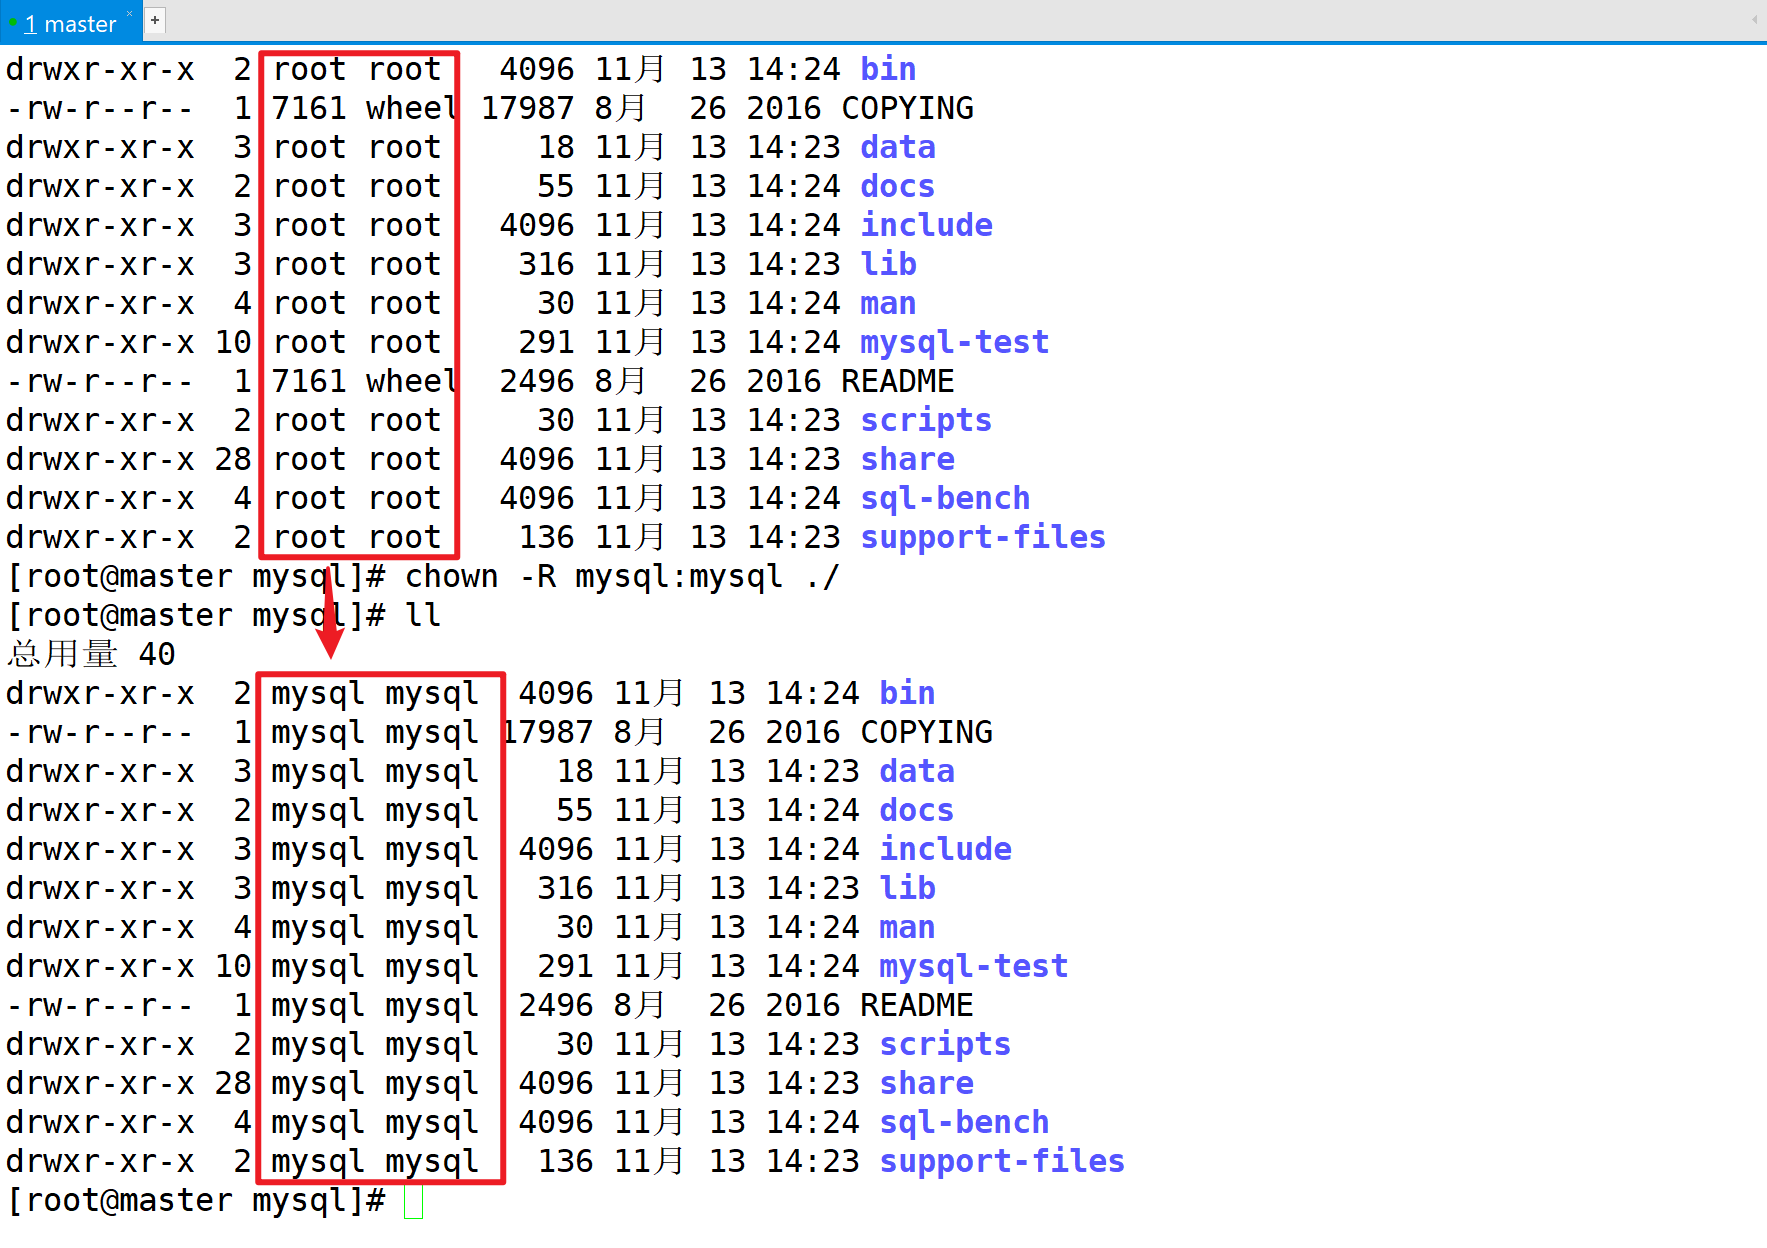 1 master
drwxr-xr-x  2 root root   4096 11月 13 14:24 bin
-rw-r--r--  1 7161 wheel 17987 8月  26 2016 COPYING
drwxr-xr-x  3 root root     18 11月 13 14:23 data
drwxr-xr-x  2 root root     55 11月 13 14:24 docs
drwxr-xr-x  3 root root   4096 11月 13 14:24 include
drwxr-xr-x  3 root root    316 11月 13 14:23 lib
drwxr-xr-x  4 root root     30 11月 13 14:24 man
drwxr-xr-x 10 root root    291 11月 13 14:24 mysql-test
-rw-r--r--  1 7161 wheel  2496 8月  26 2016 README
drwxr-xr-x  2 root root     30 11月 13 14:23 scripts
drwxr-xr-x 28 root root   4096 11月 13 14:23 share
drwxr-xr-x  4 root root   4096 11月 13 14:24 sql-bench
drwxr-xr-x  2 root root    136 11月 13 14:23 support-files
[root@master mysql]# chown -R mysql:mysql ./
[root@master mysql]# ll
总用量 40
drwxr-xr-x  2 mysql mysql  4096 11月 13 14:24 bin
-rw-r--r--  1 mysql mysql 17987 8月  26 2016 COPYING
drwxr-xr-x  3 mysql mysql    18 11月 13 14:23 data
drwxr-xr-x  2 mysql mysql    55 11月 13 14:24 docs
drwxr-xr-x  3 mysql mysql  4096 11月 13 14:24 include
drwxr-xr-x  3 mysql mysql   316 11月 13 14:23 lib
drwxr-xr-x  4 mysql mysql    30 11月 13 14:24 man
drwxr-xr-x 10 mysql mysql   291 11月 13 14:24 mysql-test
-rw-r--r--  1 mysql mysql  2496 8月  26 2016 README
drwxr-xr-x  2 mysql mysql    30 11月 13 14:23 scripts
drwxr-xr-x 28 mysql mysql  4096 11月 13 14:23 share
drwxr-xr-x  4 mysql mysql  4096 11月 13 14:24 sql-bench
drwxr-xr-x  2 mysql mysql   136 11月 13 14:23 support-files
[root@master mysql]#